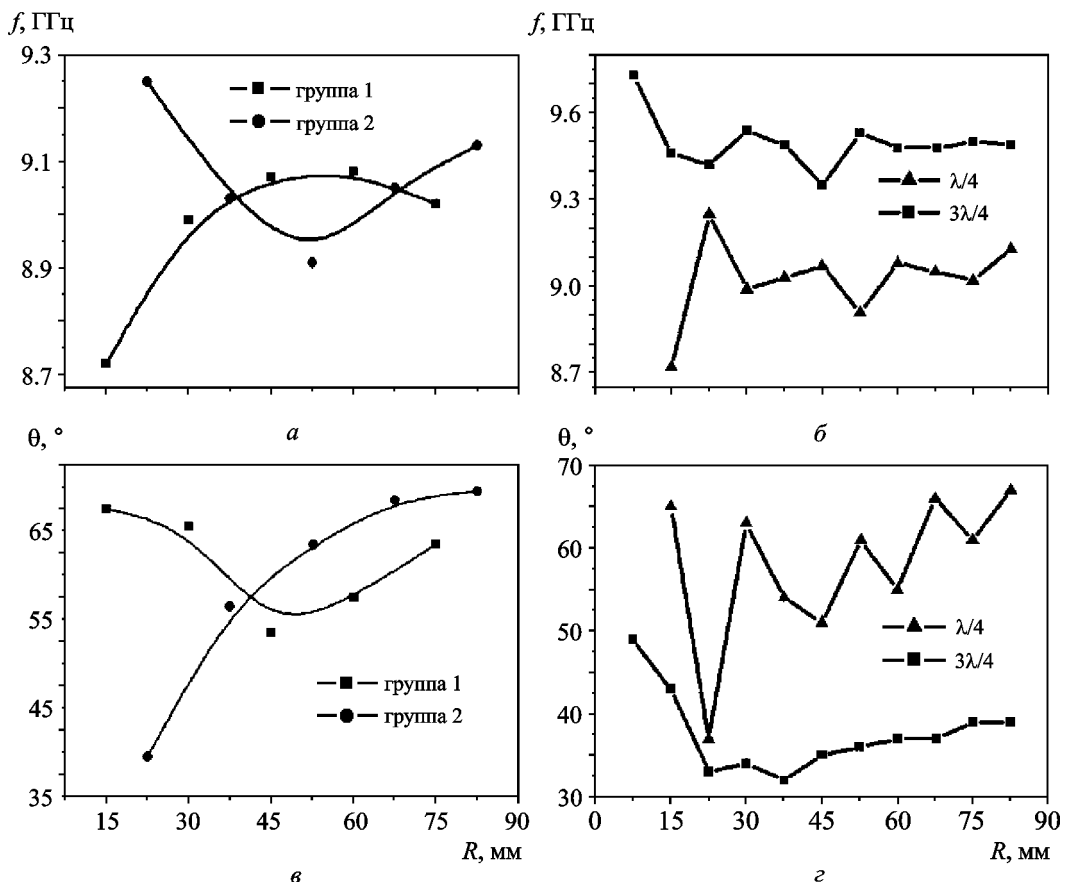 f, ГГц
9.3
9.1
8.9
8.7
группа 1
группа 2
а
f, ГГц
9.6
9.3
9.0
8.7
λ/4
3λ/4
б
θ, °
65
55
45
35
группа 1
группа 2
15 30 45 60 75 90
R, мм
в
θ, °
70
60
50
40
30
λ/4
3λ/4
0 15 30 45 60 75 90
R, мм
г